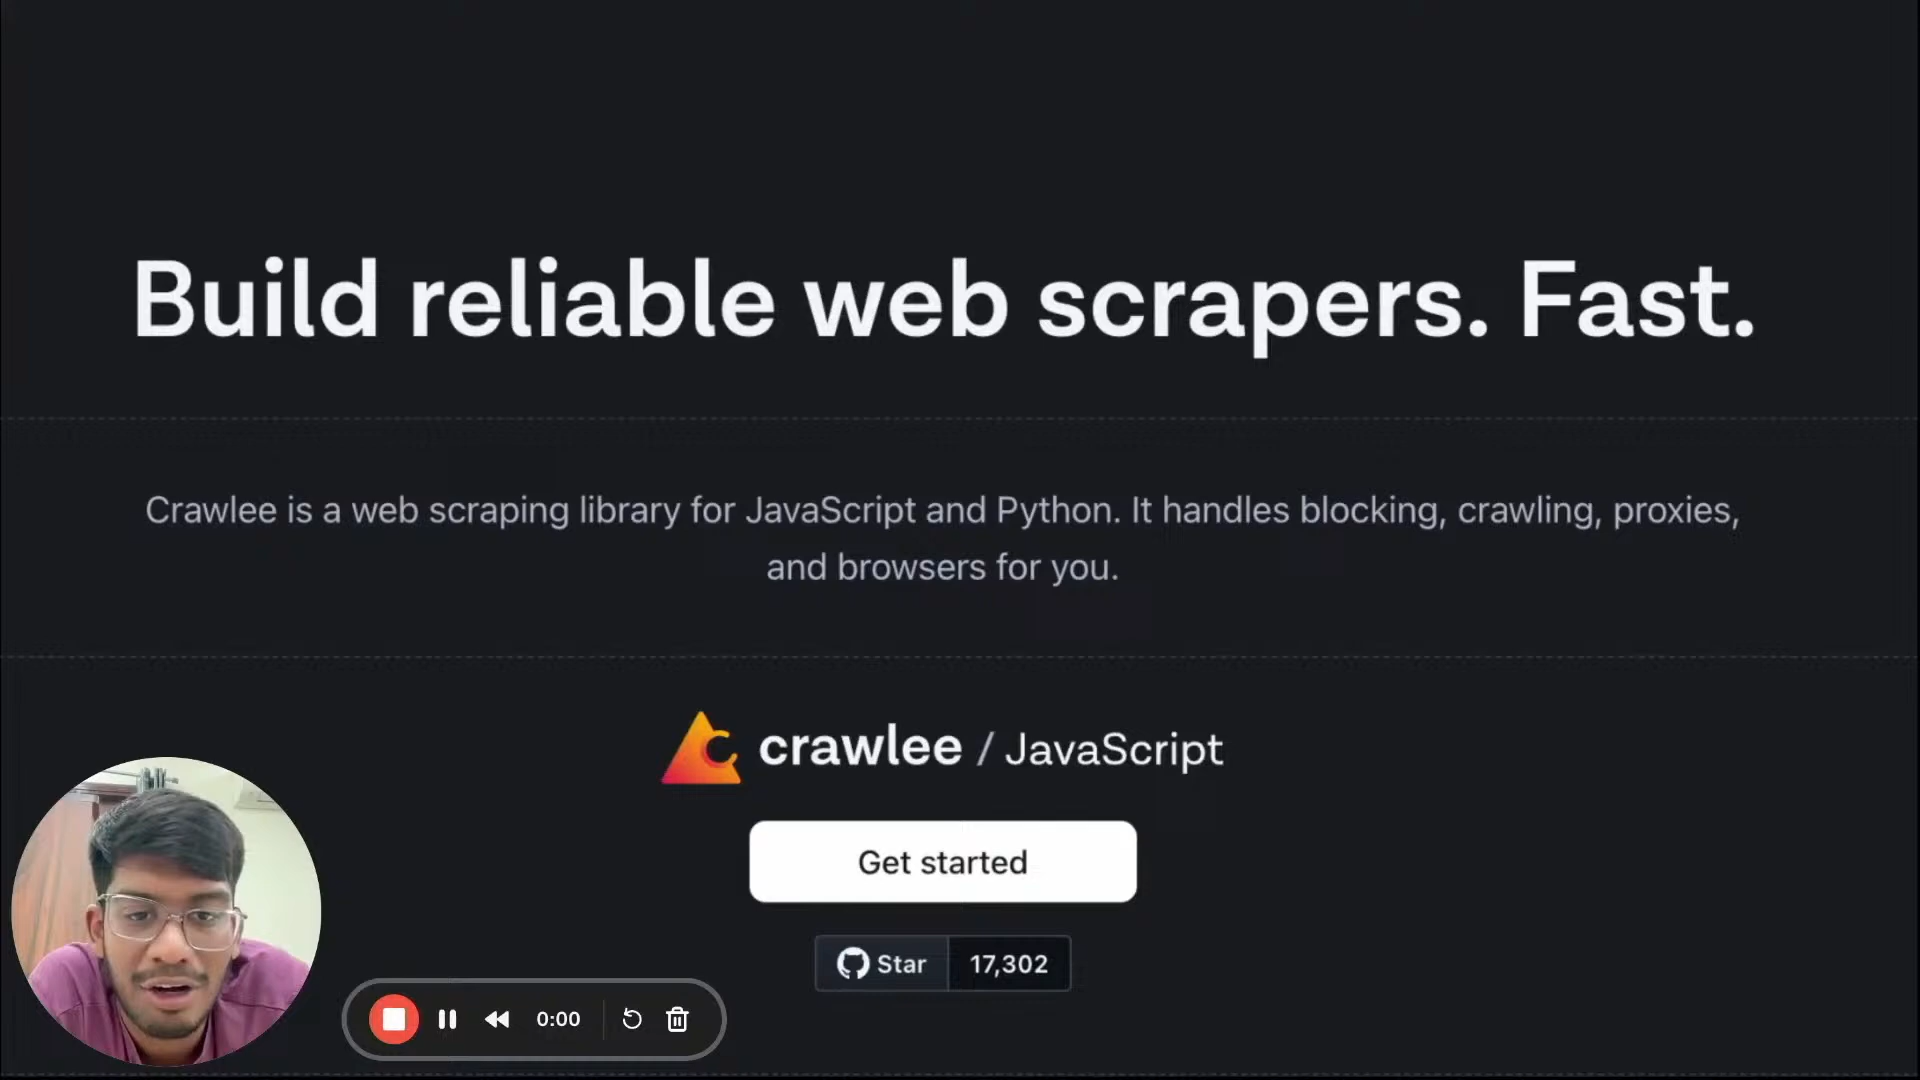 Build reliable web scrapers. Fast.
Crawlee is a web scraping library for JavaScript and Python. It handles blocking, crawling, proxies,
and browsers for you.
crawlee / JavaScript
Get started
Star 17,302
0:00